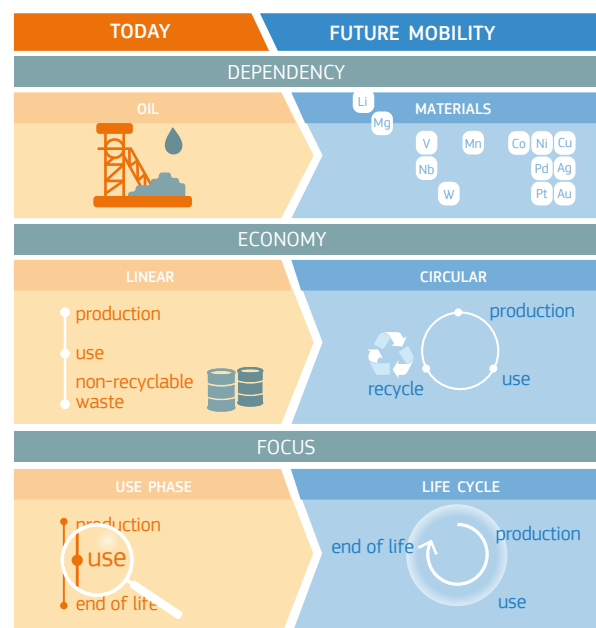 TODAY
FUTURE MOBILITY
DEPENDENCY
OIL
MATERIALS
Li
Mg
V Mn Co Ni Cu
Nb Pd Ag
W Pt Au
ECONOMY
LINEAR
CIRCULAR
production
use
non-recyclable
waste
production
use
recycle
FOCUS
USE PHASE
LIFE CYCLE
production
use
end of life
production
end of life
use